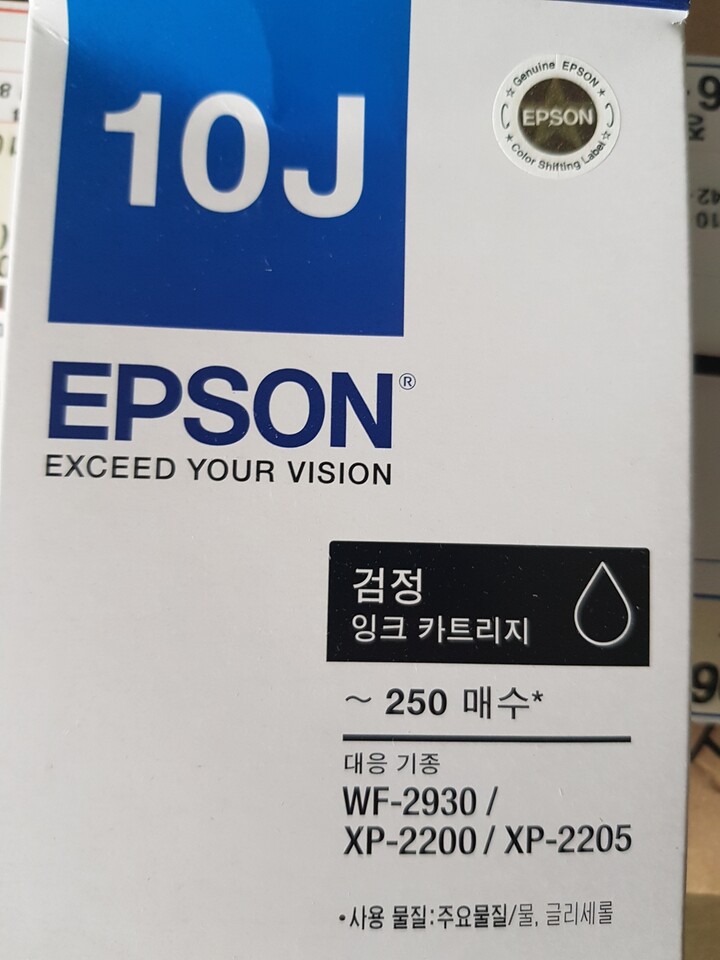 10J
Genuine EPSON
EPSON
Color Shifting Label
EPSON®
EXCEED YOUR VISION
검정
잉크 카트리지
~ 250 매수*
대응 기종
WF-2930 /
XP-2200 / XP-2205
•사용 물질:주요물질/물, 글리세롤